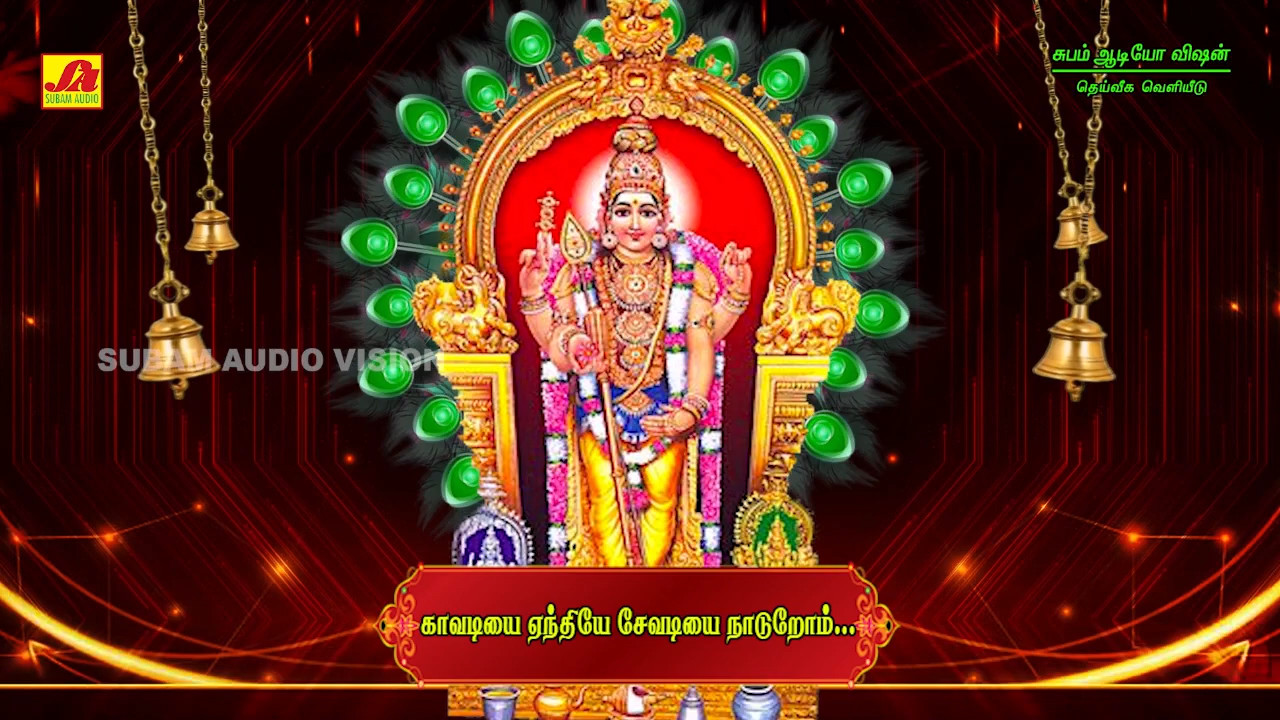 SUBAM AUDIO
சுபம் ஆடியோ விஷன்
தெய்வீக வெளியீடு
SUBAM AUDIO VISION
காவடியை ஏந்தியே சேவடியை நாடுறோம்...